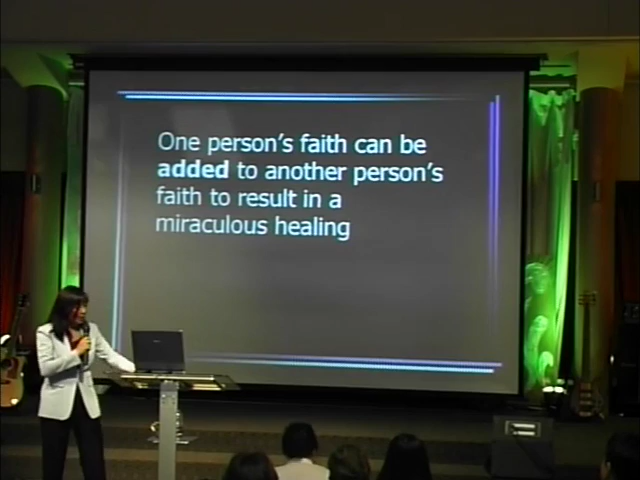 One person's faith can be
added to another person's
faith to result in a
miraculous healing